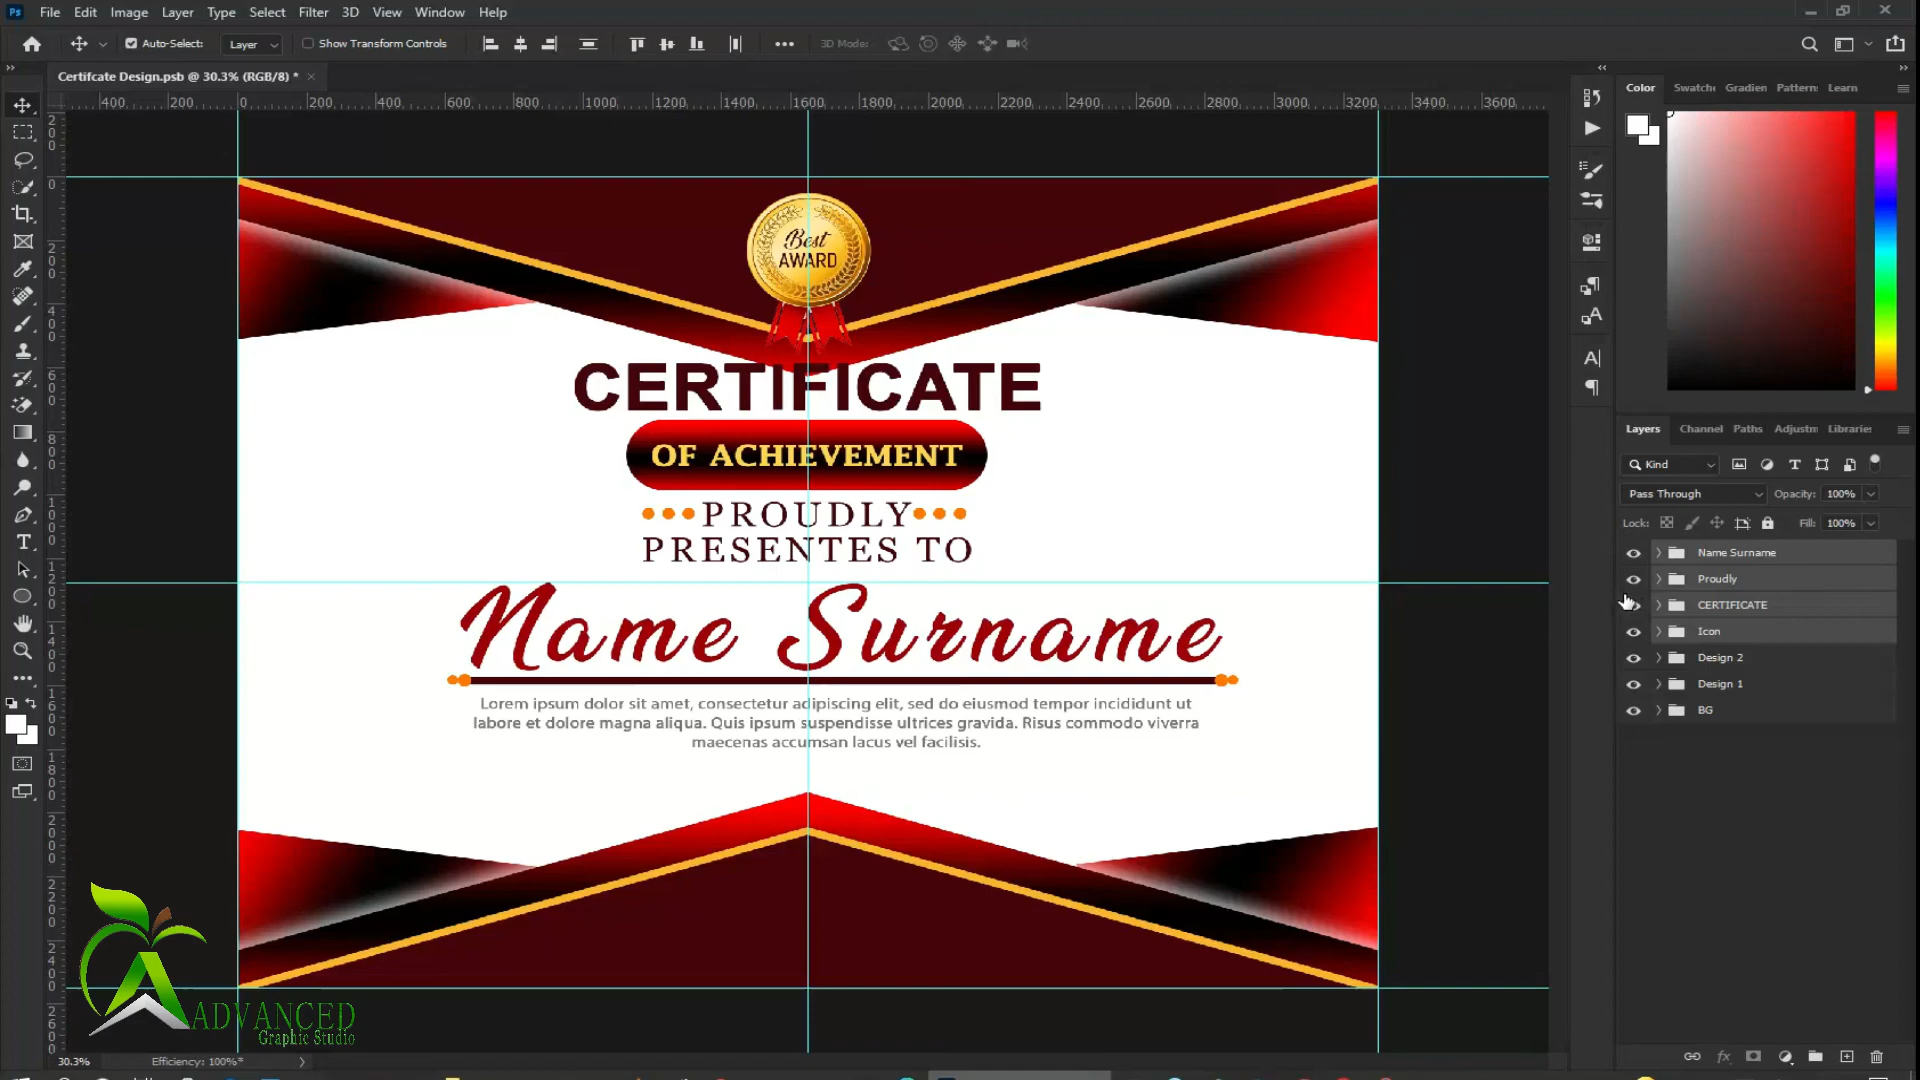 Ps File Edit Image Layer Type Select Filter 3D View Window Help
Auto-Select: Layer Show Transform Controls 3D Mode:
Certifcate Design.psb @ 30.3% (RGB/8) *
400 200 0 200 400 600 800 1000 1200 1400 1600 1800 2000 2200 2400 2600 2800 3000 3200 3400 3600
Color Swatch Gradien Pattern Learn
Best
AWARD
CERTIFICATE
OF ACHIEVEMENT
PROUDLY
PRESENTES TO
Name Surname
Lorem ipsum dolor sit amet, consectetur adipiscing elit, sed do eiusmod tempor incididunt ut
labore et dolore magna aliqua. Quis ipsum suspendisse ultrices gravida. Risus commodo viverra
maecenas accumsan lacus vel facilisis.
Layers Channel Paths Adjustm Libraries
Kind
Pass Through Opacity: 100%
Lock: Fill: 100%
Name Surname
Proudly
CERTIFICATE
Icon
Design 2
Design 1
BG
ADVANCED
Graphic Studio
30.3% Efficiency: 100%*